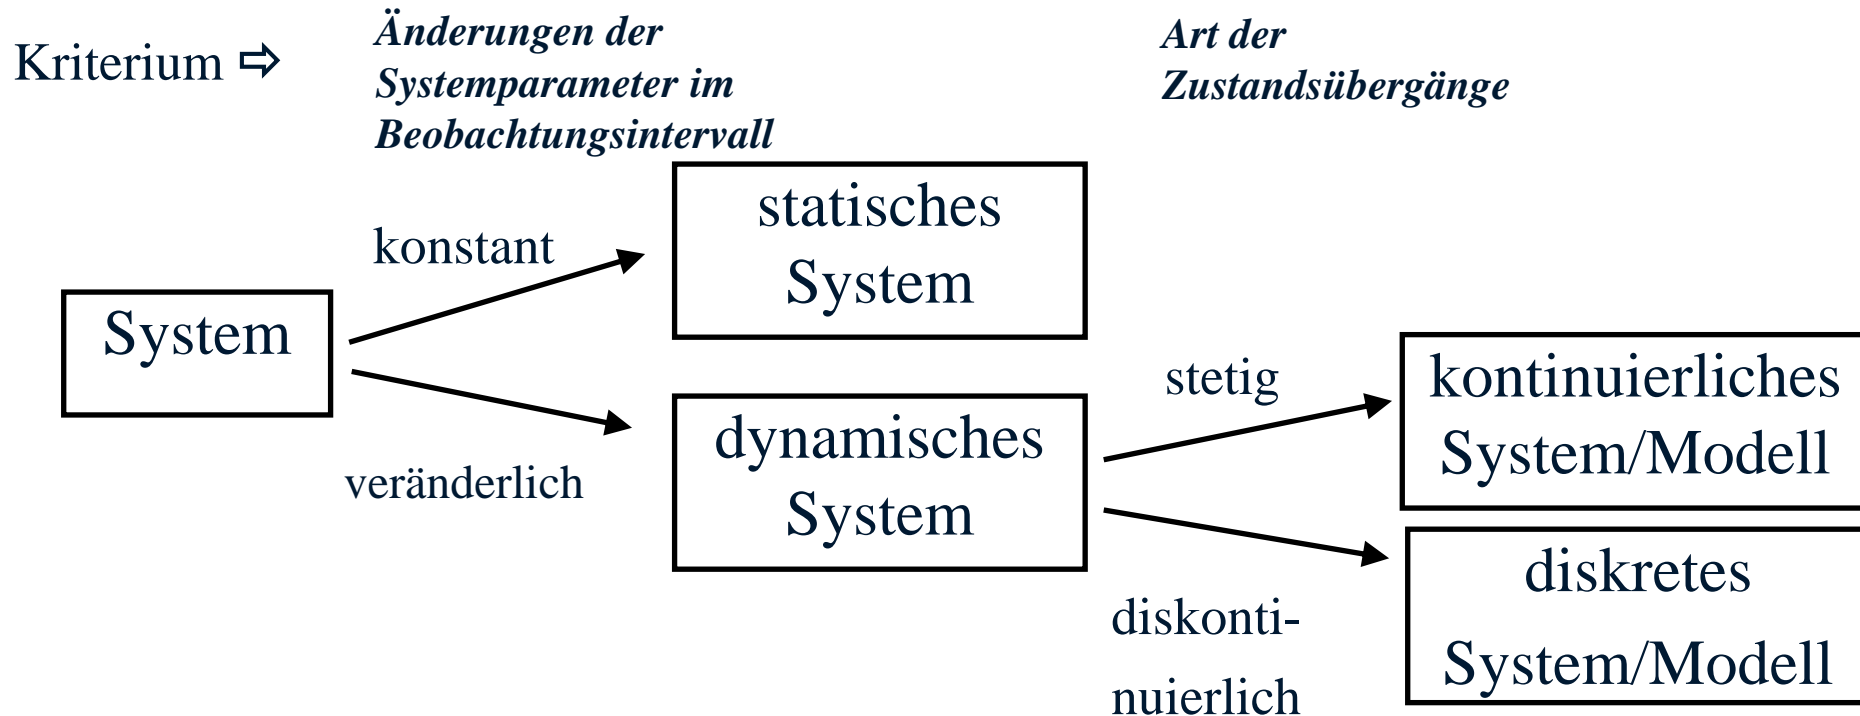 Kriterium ⇨
Änderungen der
Systemparameter im
Beobachtungsintervall
Art der
Zustandsübergänge
System
konstant
veränderlich
statisches
System
dynamisches
System
stetig
diskonti-
nuierlich
kontinuierliches
System/Modell
diskretes
System/Modell